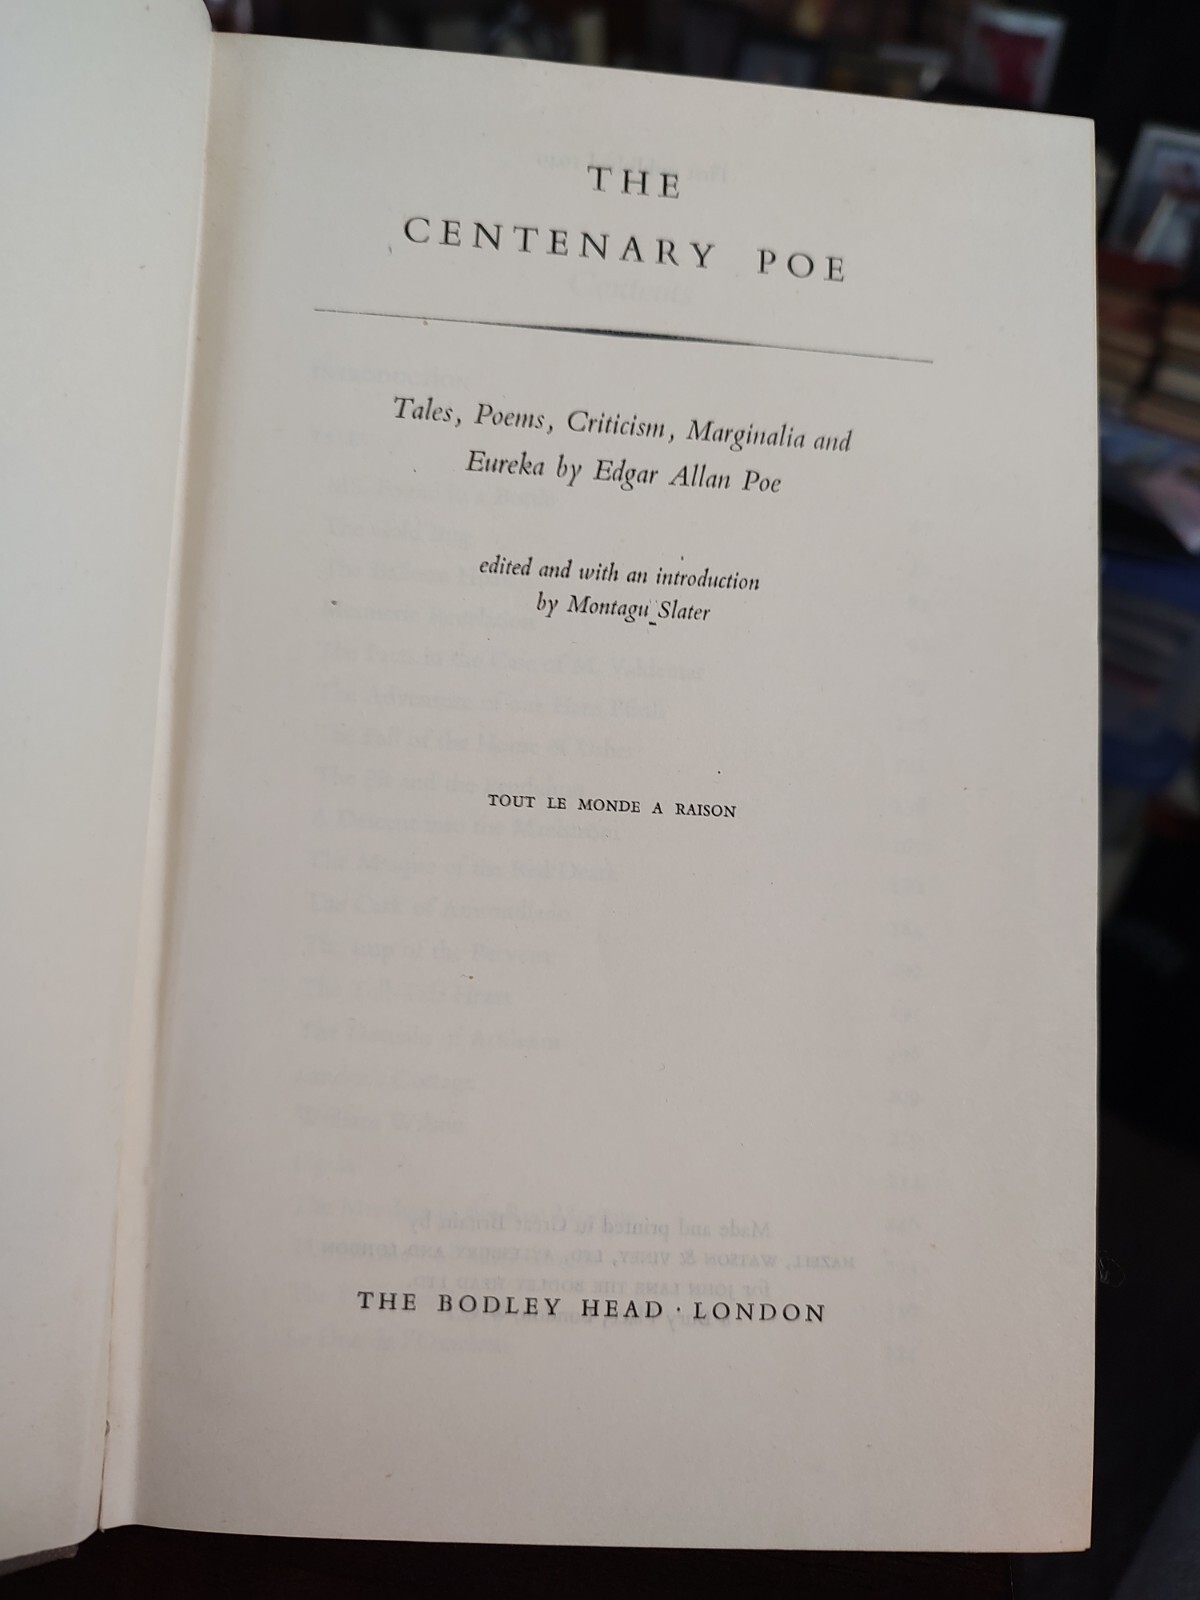 THE
CENTENARY POE
Tales, Poems, Criticism, Marginalia and
Eureka by Edgar Allan Poe
edited and with an introduction
by Montagu Slater
TOUT LE MONDE A RAISON
THE BODLEY HEAD · LONDON